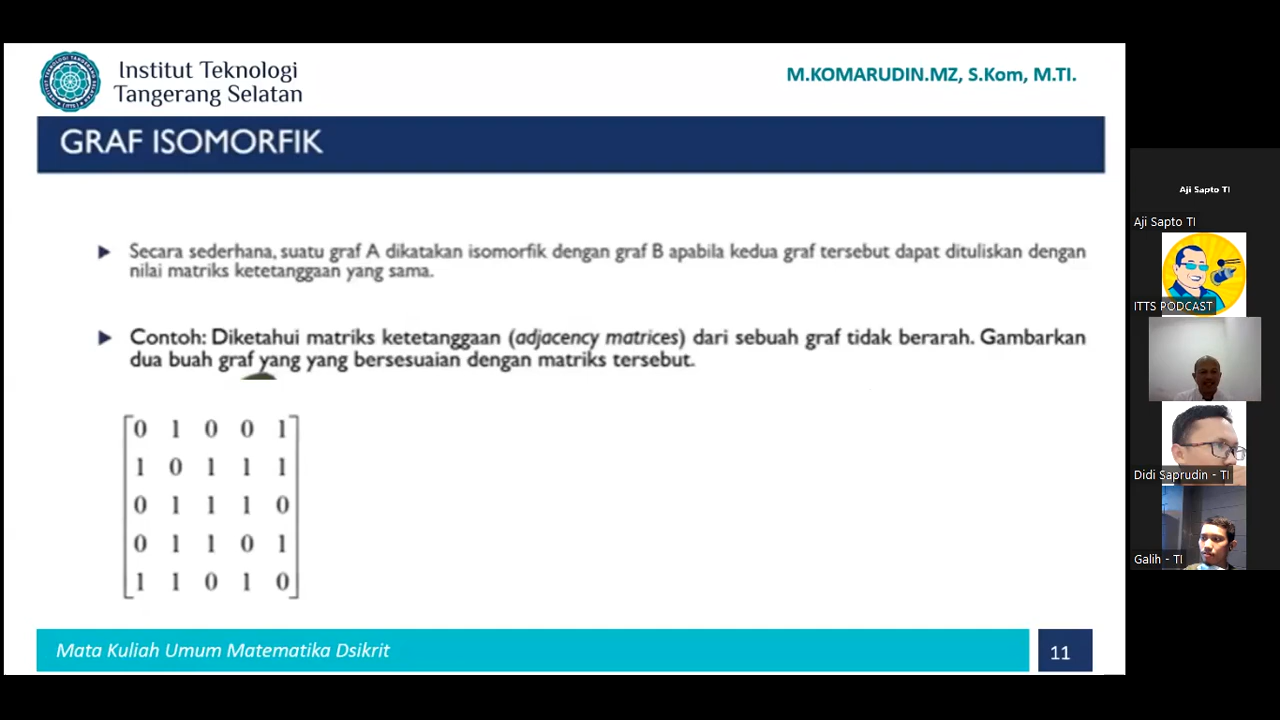 Institut Teknologi
Tangerang Selatan
M.KOMARUDIN.MZ, S.Kom, M.TI.
GRAF ISOMORFIK
Secara sederhana, suatu graf A dikatakan isomorfik dengan graf B apabila kedua graf tersebut dapat dituliskan dengan
nilai matriks ketetanggaan yang sama.
Contoh: Diketahui matriks ketetanggaan (adjacency matrices) dari sebuah graf tidak berarah. Gambarkan
dua buah graf yang yang bersesuaian dengan matriks tersebut.
0 1 0 0 1
1 0 1 1 1
0 1 1 1 0
0 1 1 0 1
1 1 0 1 0
Mata Kuliah Umum Matematika Dsikrit
11
Aji Sapto TI
Aji Sapto TI
ITTS PODCAST
Didi Saprudin - TI
Galih - TI